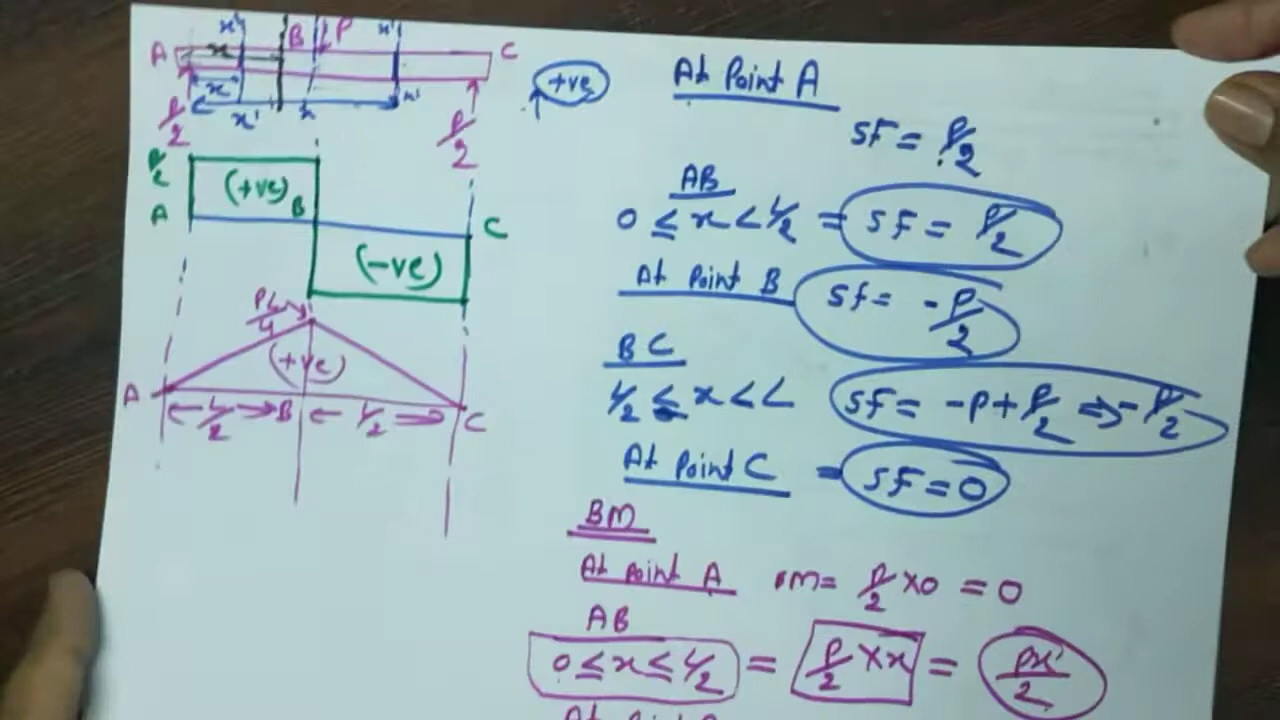 x' B P x'
A x C
x x'
x' x
P/2 P/2
P/2 (+ve) B
A C
(-ve)
PL/4
(+ve)
A L/2 B L/2 C
+ve
At Point A
SF = P/2
AB
0 ≤ x < L/2 = SF = P/2
At Point B SF = -P/2
BC
L/2 ≤ x < L SF = -P + P/2 ⇒ -P/2
At Point C = SF = 0
BM
At Point A BM = P/2 × 0 = 0
AB
0 ≤ x ≤ L/2 = P/2 × x = Px/2